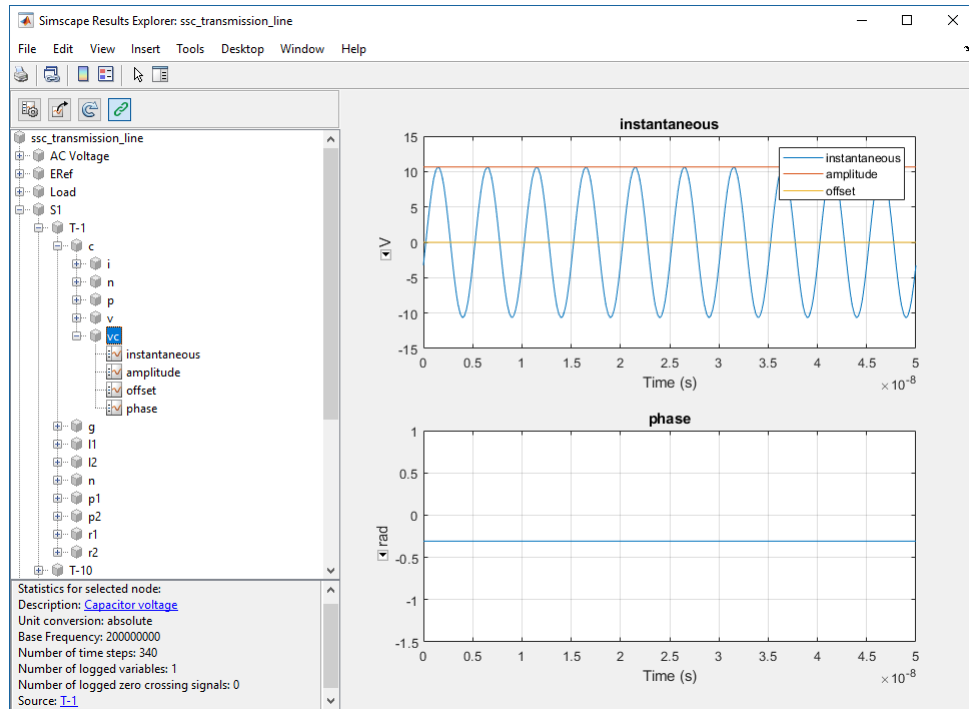 Simscape Results Explorer: ssc_transmission_line
File Edit View Insert Tools Desktop Window Help
ssc_transmission_line
AC Voltage
ERef
Load
S1
T-1
c
i
n
p
v
vc
instantaneous
amplitude
offset
phase
g
l1
l2
n
p1
p2
r1
r2
T-10
Statistics for selected node:
Description: Capacitor voltage
Unit conversion: absolute
Base Frequency: 200000000
Number of time steps: 340
Number of logged variables: 1
Number of logged zero crossing signals: 0
Source: T-1
instantaneous
15
10
5
0
-5
-10
-15
V
instantaneous
amplitude
offset
0 0.5 1 1.5 2 2.5 3 3.5 4 4.5 5
Time (s)
×10-8
phase
1
0.5
0
-0.5
-1
-1.5
rad
0 0.5 1 1.5 2 2.5 3 3.5 4 4.5 5
Time (s)
×10-8